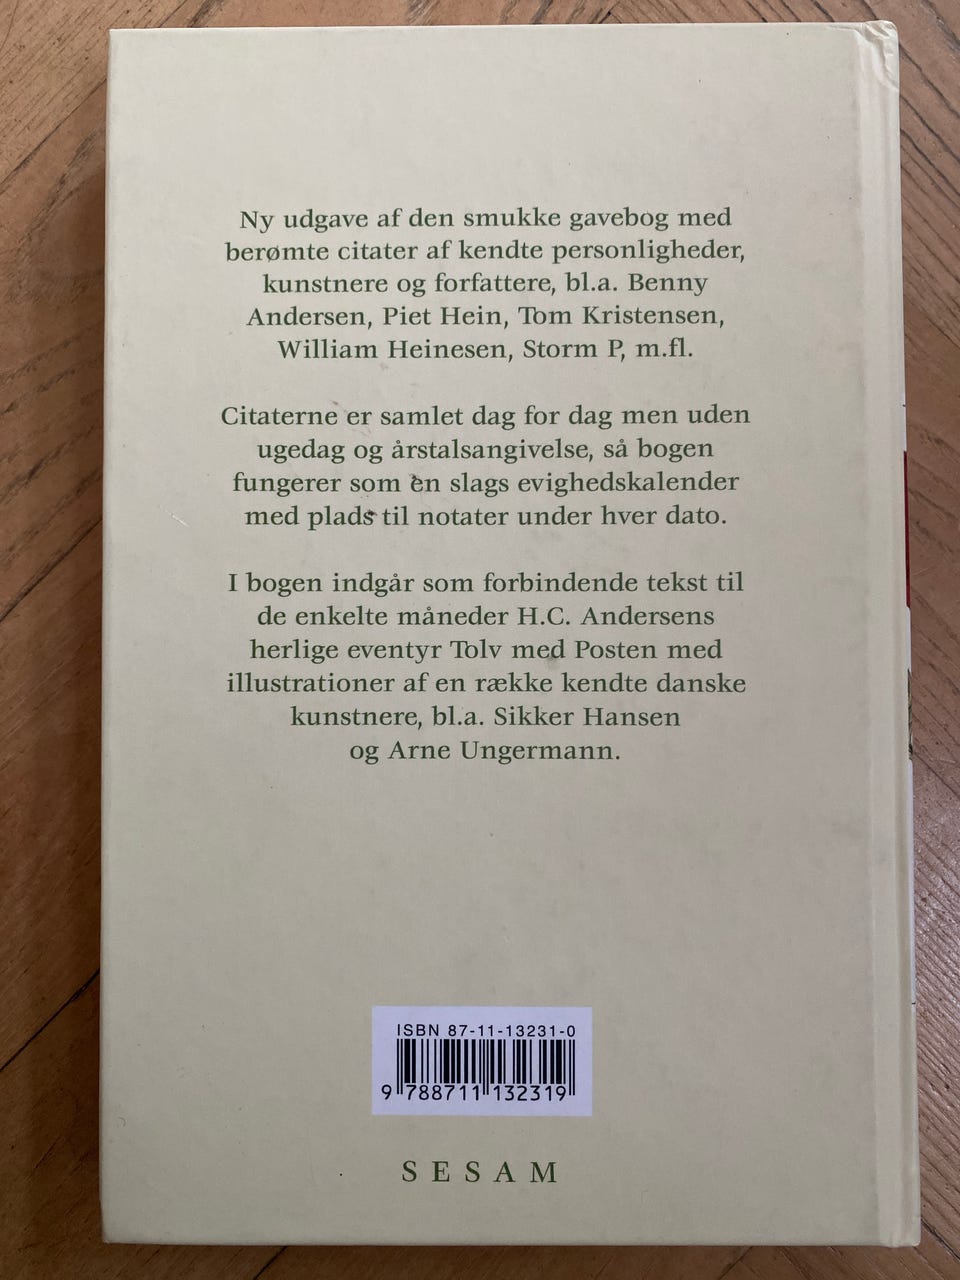 Ny udgave af den smukke gavebog med
berømte citater af kendte personligheder,
kunstnere og forfattere, bl.a. Benny
Andersen, Piet Hein, Tom Kristensen,
William Heinesen, Storm P, m.fl.
Citaterne er samlet dag for dag men uden
ugedag og årstalsangivelse, så bogen
fungerer som en slags evighedskalender
med plads til notater under hver dato.
I bogen indgår som forbindende tekst til
de enkelte måneder H.C. Andersens
herlige eventyr Tolv med Posten med
illustrationer af en række kendte danske
kunstnere, bl.a. Sikker Hansen
og Arne Ungermann.
ISBN 87-11-13231-0
9 788711 132319
SESAM